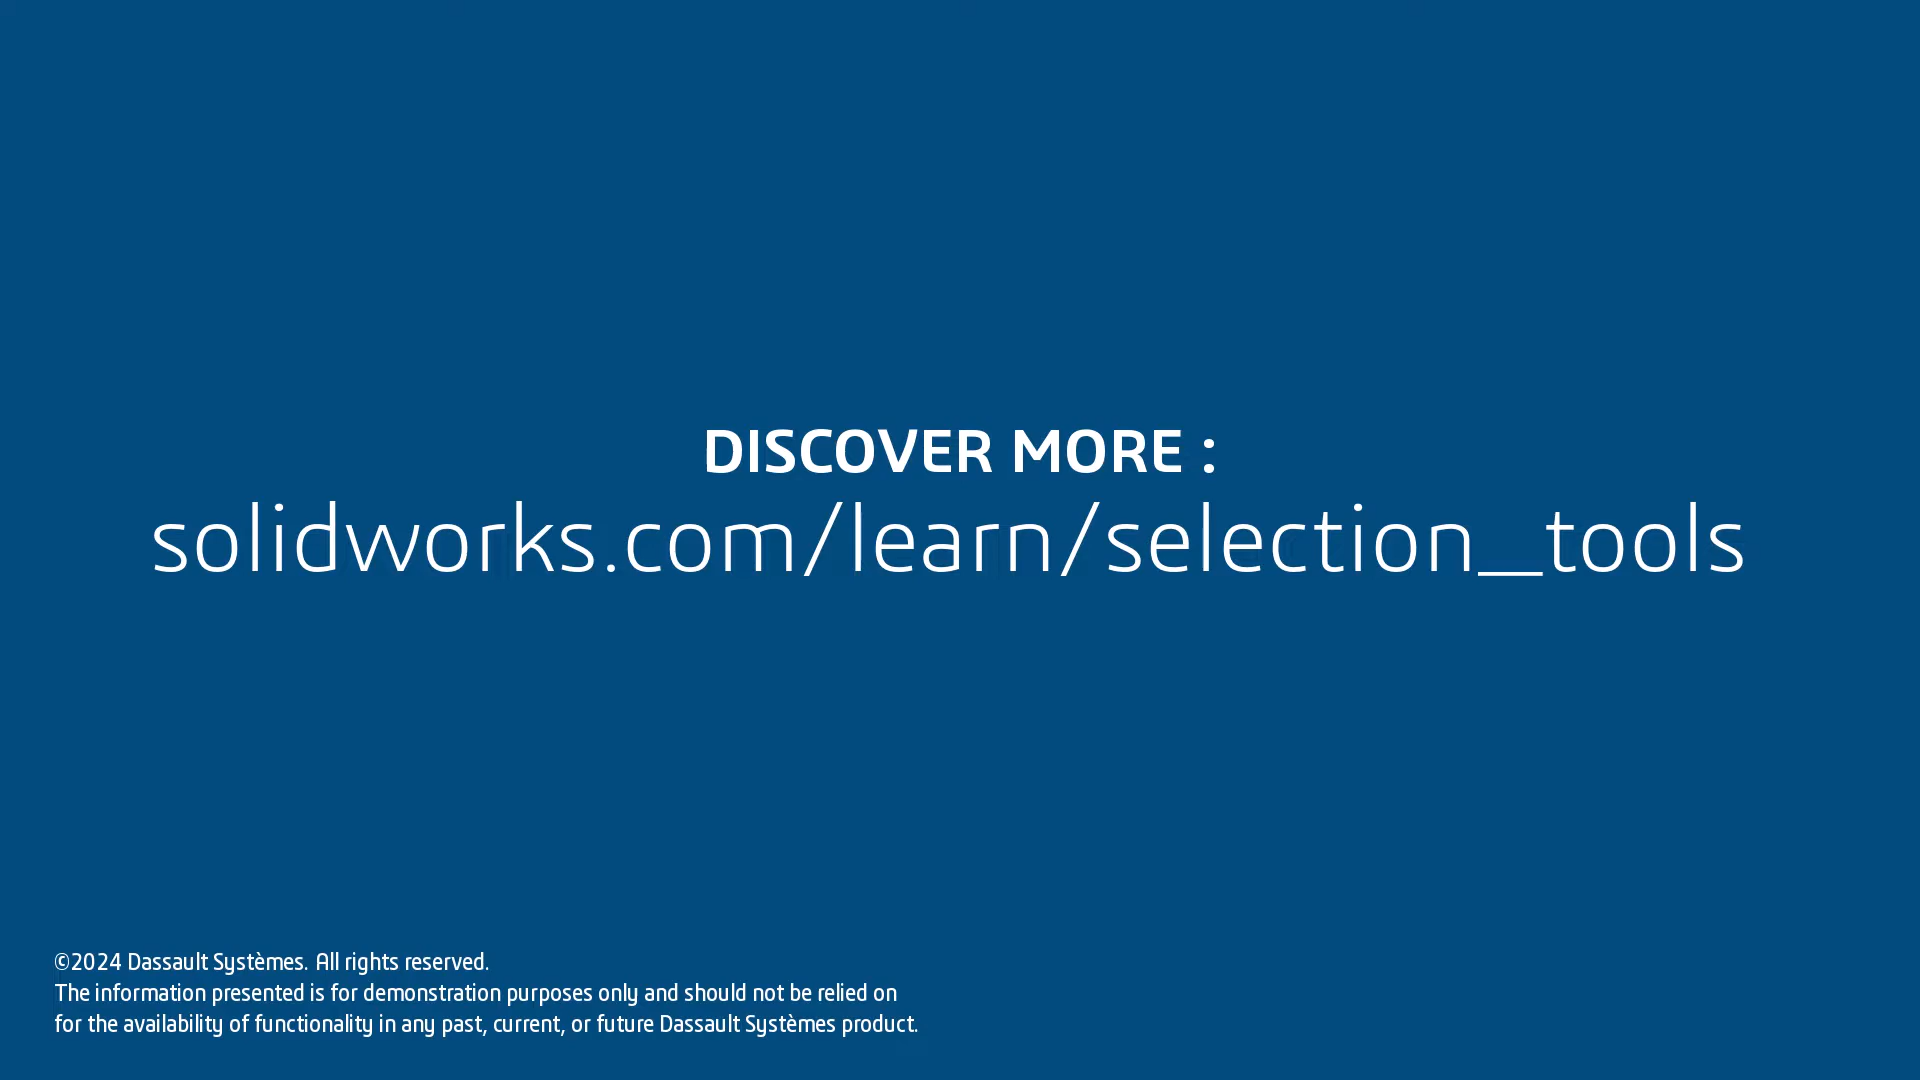 DISCOVER MORE :
solidworks.com/learn/selection_tools
©2024 Dassault Systèmes. All rights reserved.
The information presented is for demonstration purposes only and should not be relied on
for the availability of functionality in any past, current, or future Dassault Systèmes product.